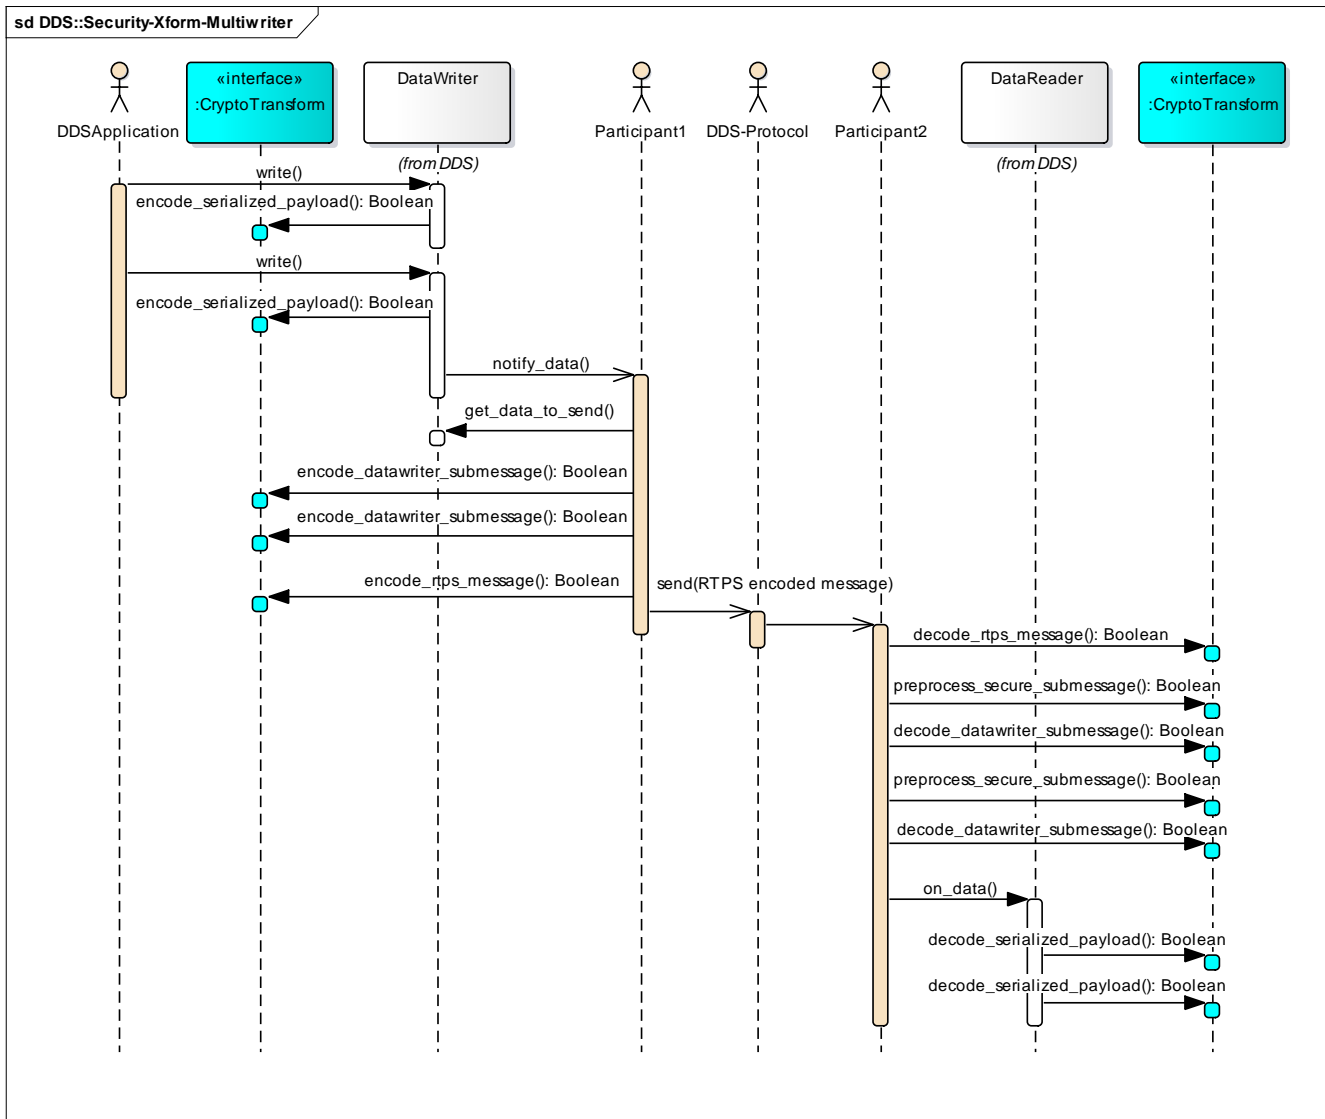 sd DDS::Security-Xform-Multiwriter
«interface»
:CryptoTransform
DataWriter
DataReader
«interface»
:CryptoTransform
DDSApplication
Participant1
DDS-Protocol
Participant2
(from DDS)
(from DDS)
write()
encode_serialized_payload(): Boolean
write()
encode_serialized_payload(): Boolean
notify_data()
get_data_to_send()
encode_datawriter_submessage(): Boolean
encode_datawriter_submessage(): Boolean
encode_rtps_message(): Boolean
send(RTPS encoded message)
decode_rtps_message(): Boolean
preprocess_secure_submessage(): Boolean
decode_datawriter_submessage(): Boolean
preprocess_secure_submessage(): Boolean
decode_datawriter_submessage(): Boolean
on_data()
decode_serialized_payload(): Boolean
decode_serialized_payload(): Boolean